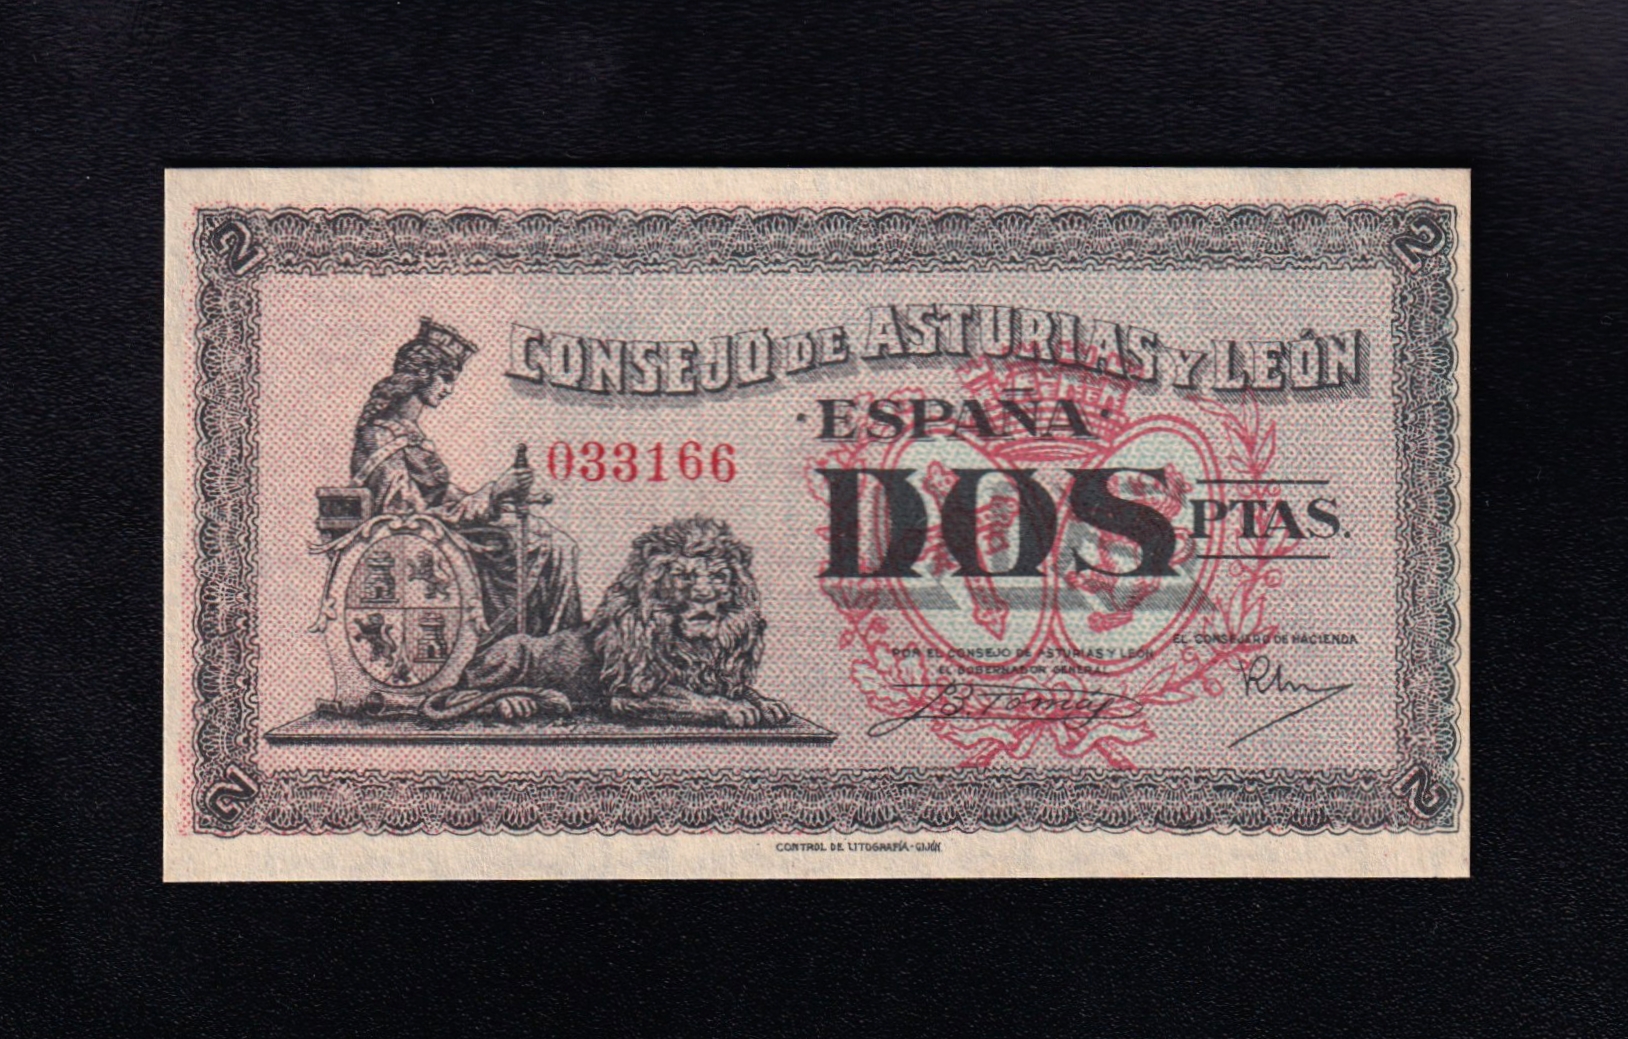 2 2
CONSEJO DE ASTURIAS Y LEÓN
·ESPAÑA·
033166
DOS PTAS.
EL CONSEJERO DE HACIENDA
POR EL CONSEJO DE ASTURIAS Y LEÓN
EL GOBERNADOR GENERAL
B. Tomás
2 2
CONTROL DE LITOGRAFÍA-GIJÓN